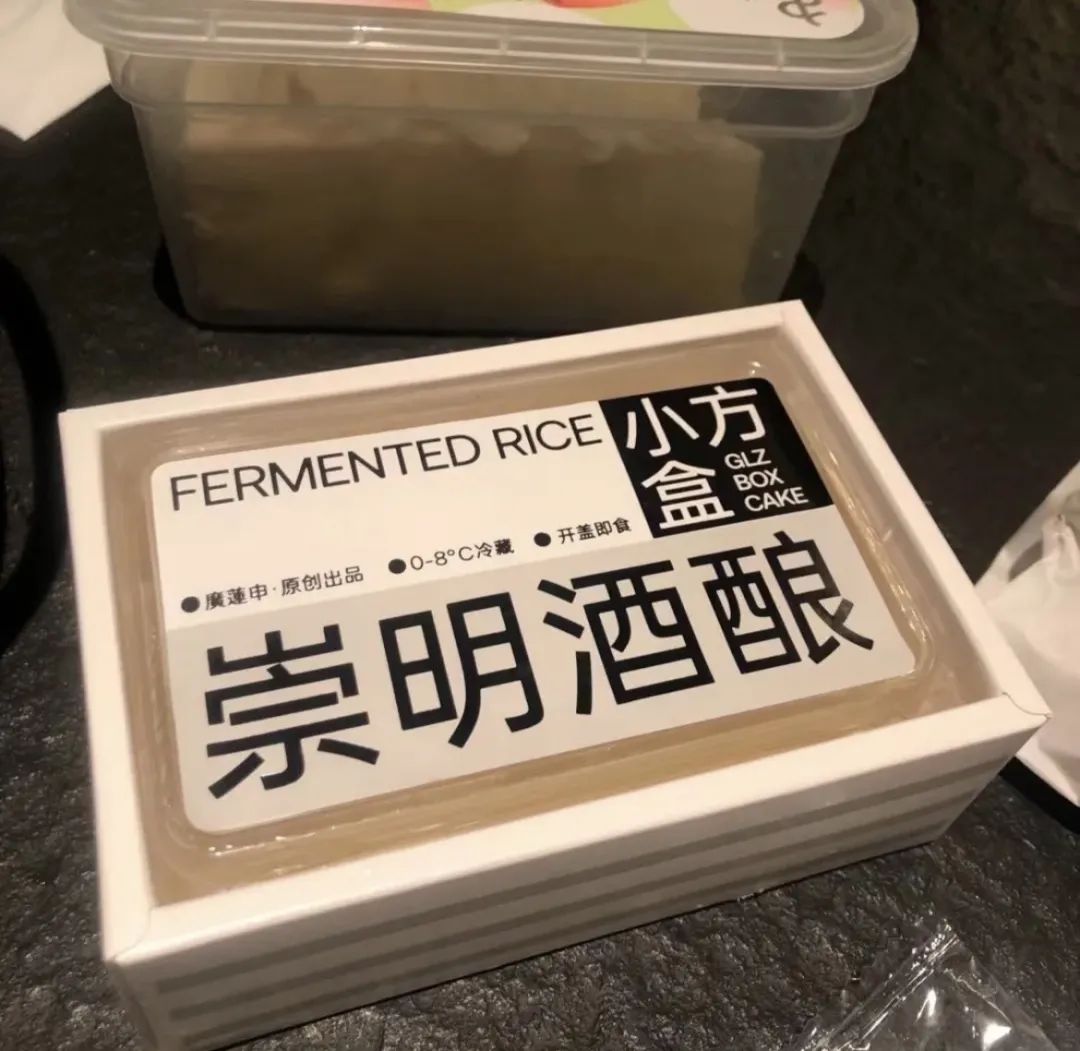 FERMENTED RICE
小方
盒
GLZ
BOX
CAKE
●廣蓮申·原创出品 ●0-8°C冷藏 ●开盖即食
崇明酒酿